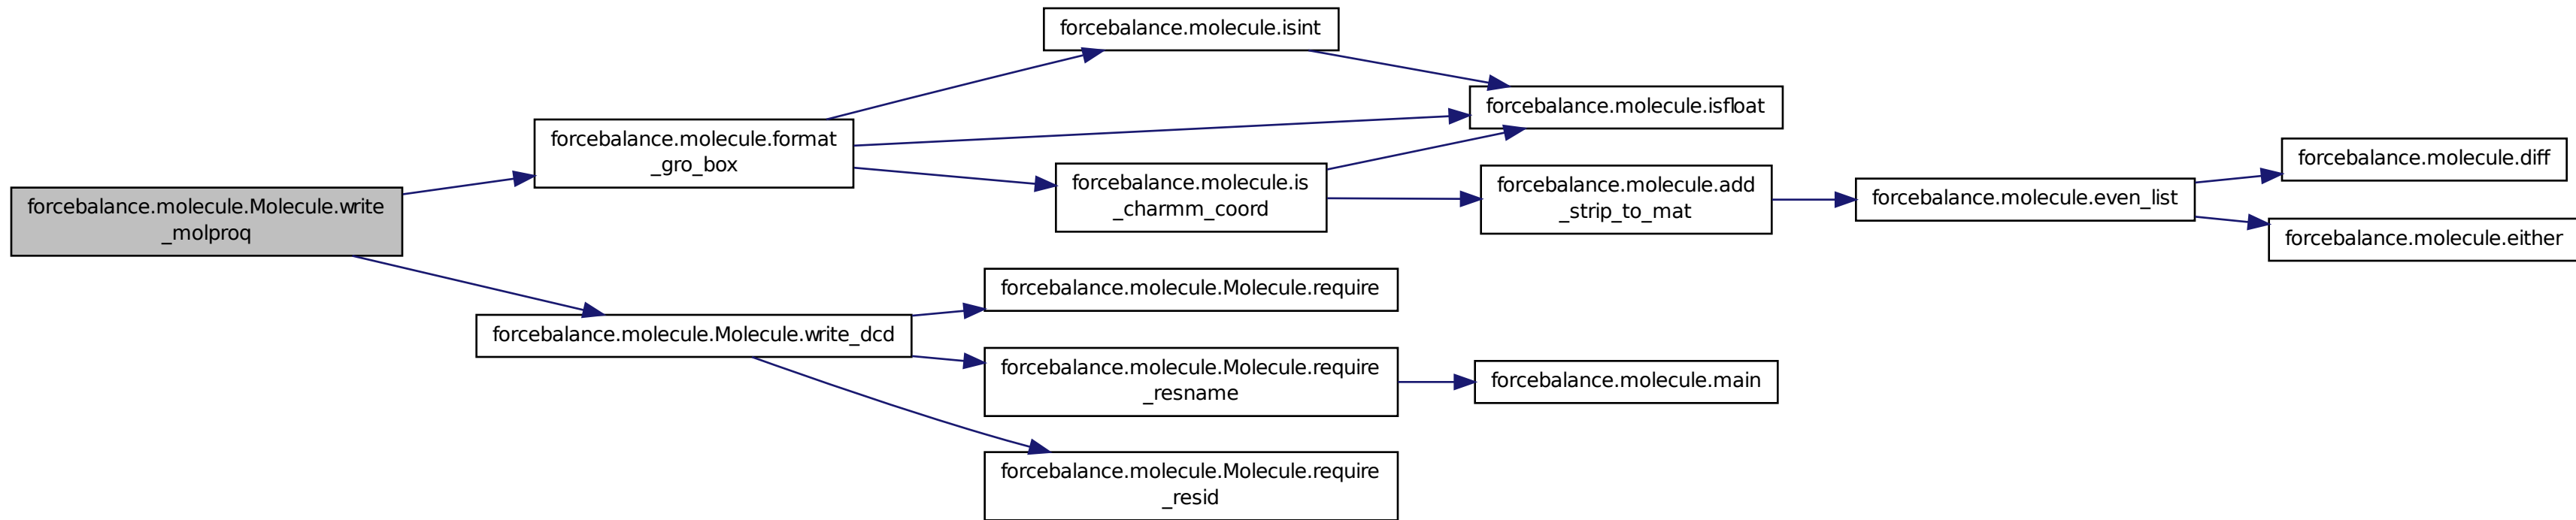 forcebalance.molecule.Molecule.write
_molproq
forcebalance.molecule.format
_gro_box
forcebalance.molecule.Molecule.write_dcd
forcebalance.molecule.isint
forcebalance.molecule.is
_charmm_coord
forcebalance.molecule.Molecule.require
forcebalance.molecule.Molecule.require
_resname
forcebalance.molecule.Molecule.require
_resid
forcebalance.molecule.isfloat
forcebalance.molecule.add
_strip_to_mat
forcebalance.molecule.main
forcebalance.molecule.even_list
forcebalance.molecule.diff
forcebalance.molecule.either